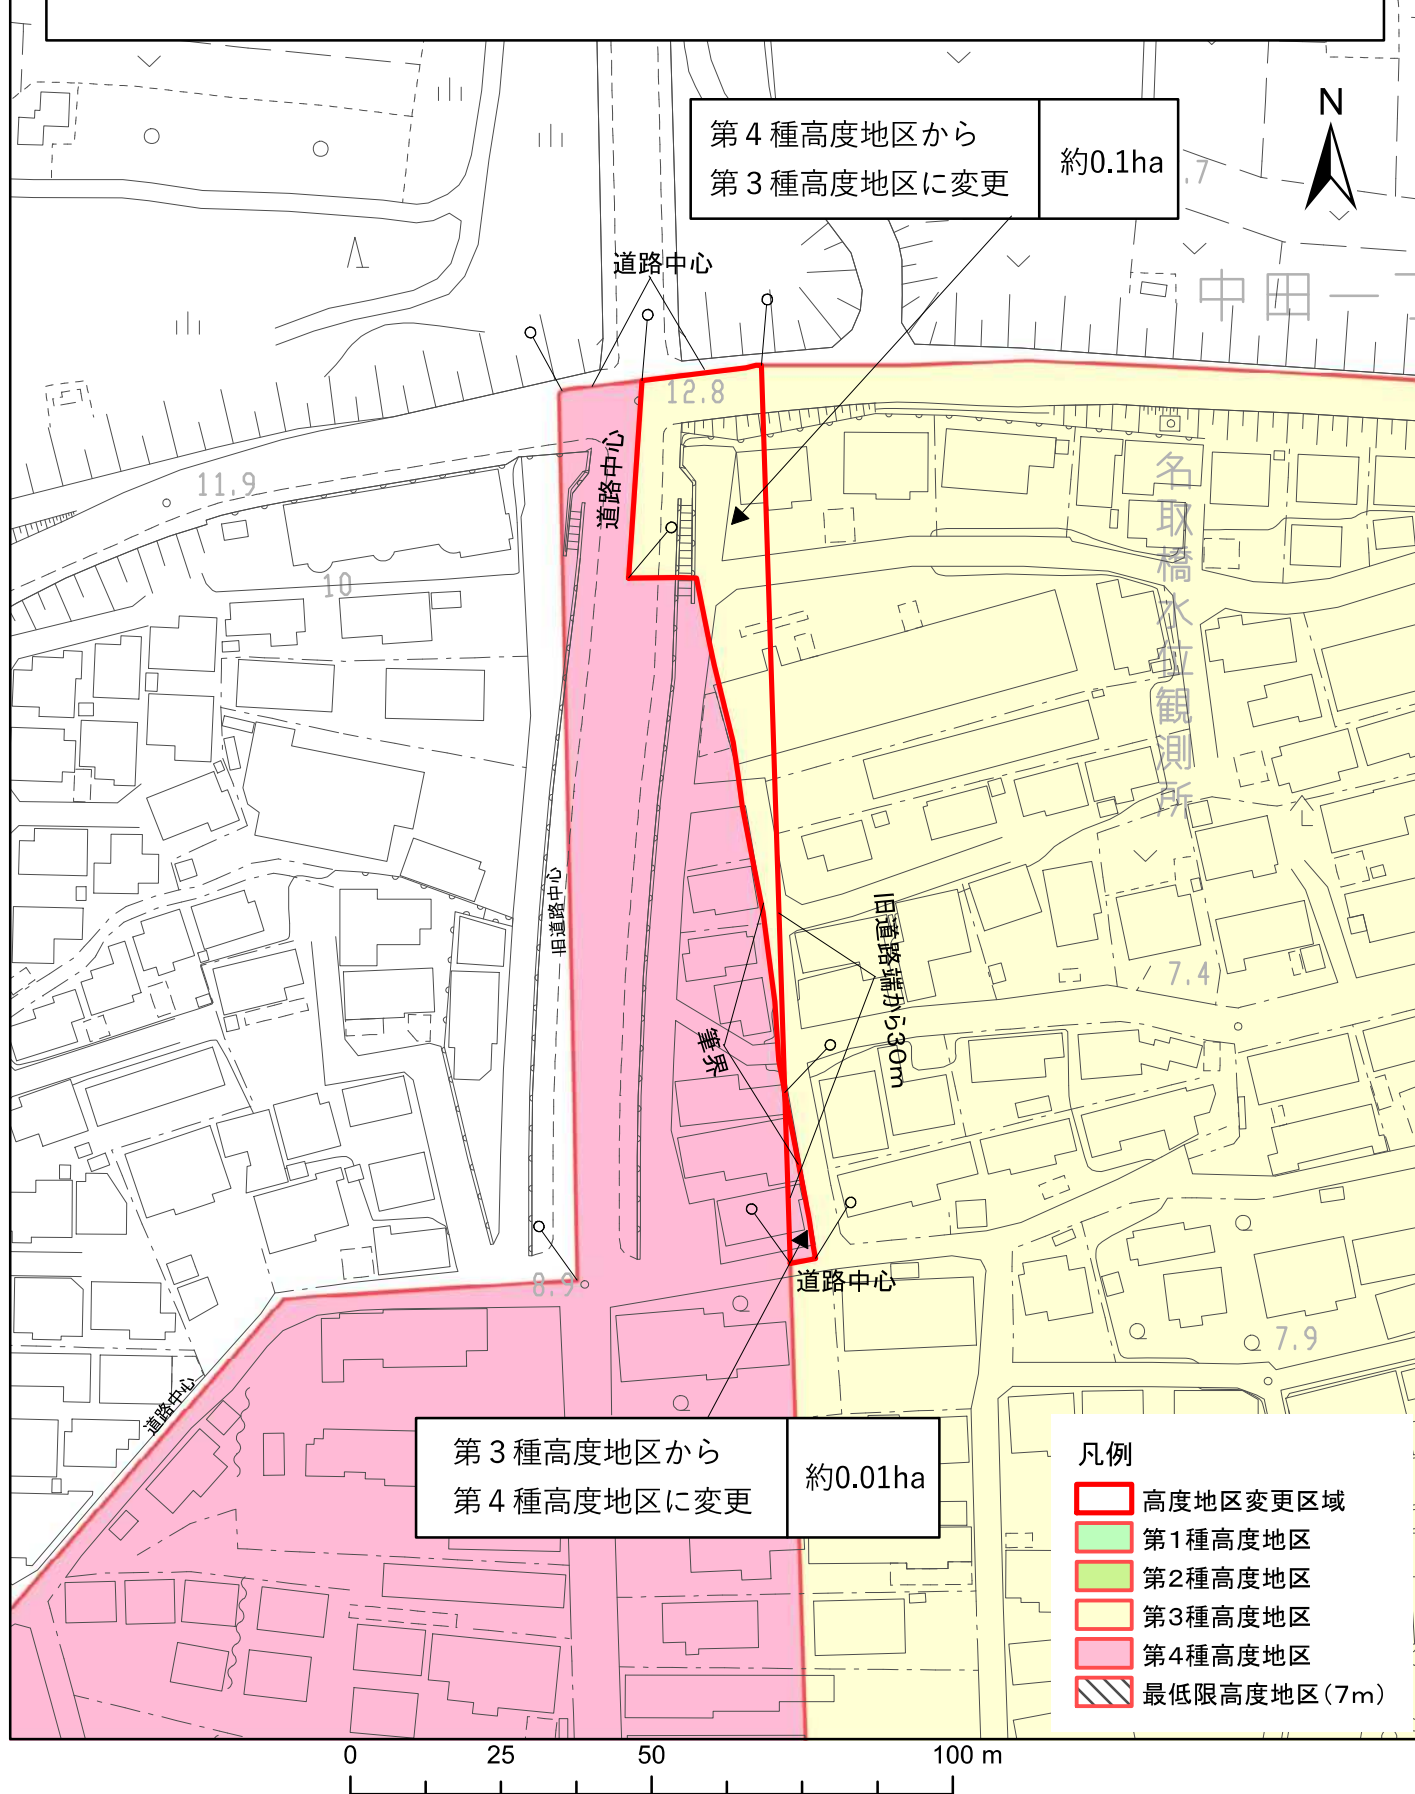 第４種高度地区から
第３種高度地区に変更
約0.1ha
N
.7
道路中心
中田一
12.8
道路中心
11.9
名取橋水位観測所
10
旧道路中心
旧道路端から30m
7.4
筆界
道路中心
8.9
7.9
道路中心
第３種高度地区から
第４種高度地区に変更
約0.01ha
凡例
高度地区変更区域
第1種高度地区
第2種高度地区
第3種高度地区
第4種高度地区
最低限高度地区(7m)
0 25 50 100 m